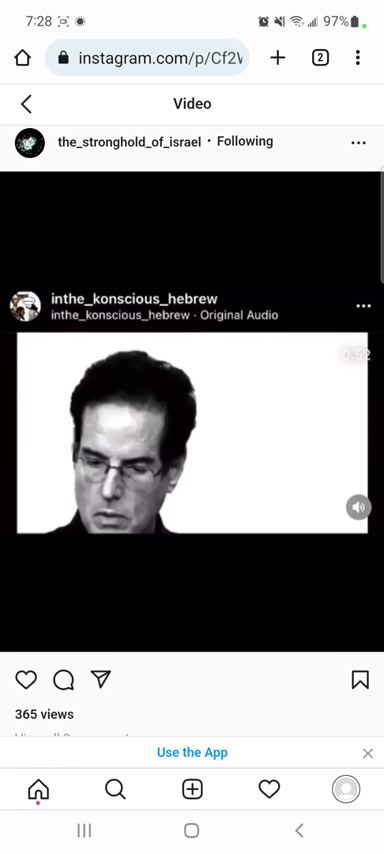 7:28
97%
instagram.com/p/Cf2
2
Video
the_stronghold_of_israel • Following
inthe_konscious_hebrew
inthe_konscious_hebrew · Original Audio
0:52
365 views
Use the App